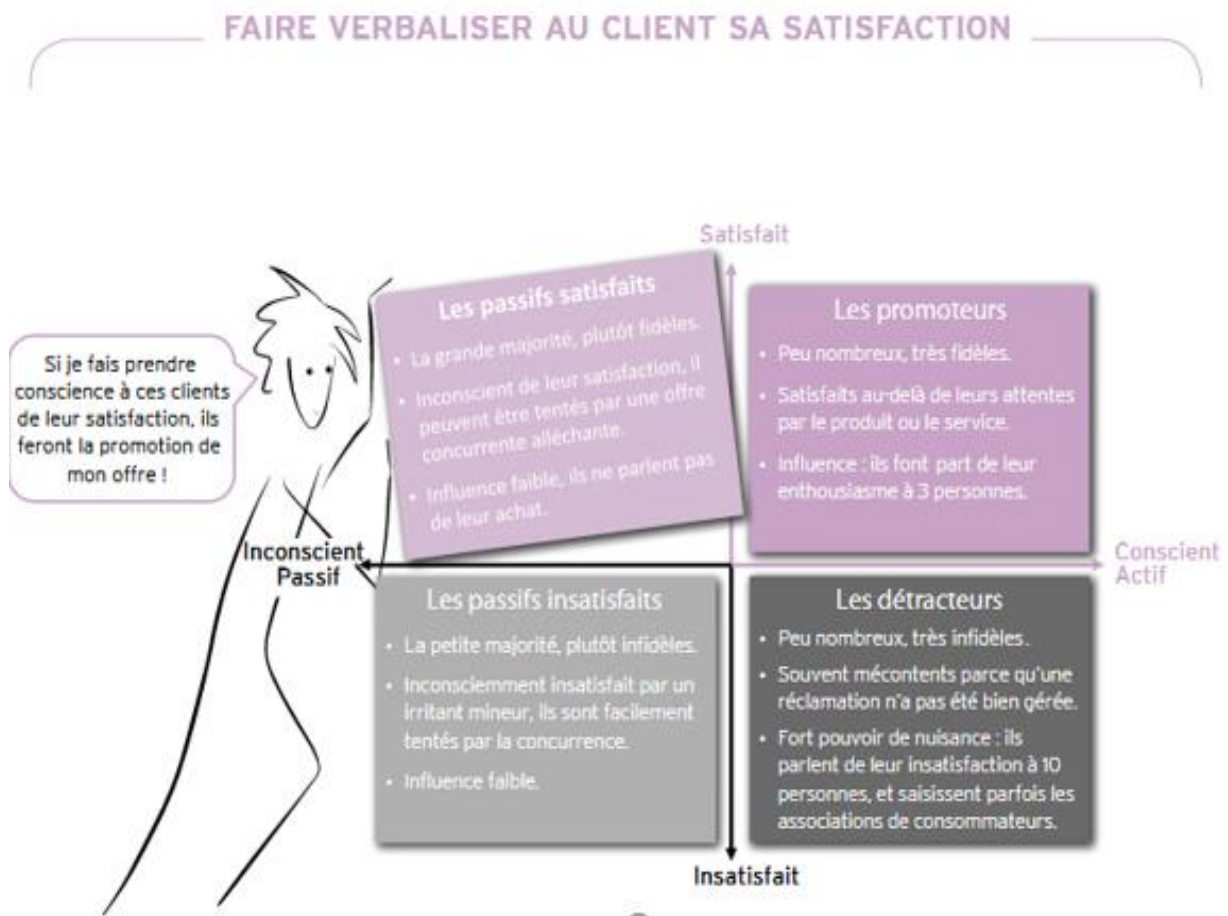 FAIRE VERBALISER AU CLIENT SA SATISFACTION
Satisfait
Si je fais prendre
conscience à ces clients
de leur satisfaction, ils
feront la promotion de
mon offre !
Les passifs satisfaits
• La grande majorité, plutôt fidèles.
• Inconscient de leur satisfaction, il
peuvent être tentés par une offre
concurrente alléchante.
• Influence faible, ils ne parlent pas
de leur achat.
Les promoteurs
• Peu nombreux, très fidèles.
• Satisfaits au-delà de leurs attentes
par le produit ou le service.
• Influence : ils font part de leur
enthousiasme à 3 personnes.
Inconscient
Passif
Conscient
Actif
Les passifs insatisfaits
• La petite majorité, plutôt infidèles.
• Inconsciemment insatisfait par un
irritant mineur, ils sont facilement
tentés par la concurrence.
• Influence faible.
Les détracteurs
• Peu nombreux, très infidèles.
• Souvent mécontents parce qu'une
réclamation n'a pas été bien gérée.
• Fort pouvoir de nuisance : ils
parlent de leur insatisfaction à 10
personnes, et saisissent parfois les
associations de consommateurs.
Insatisfait